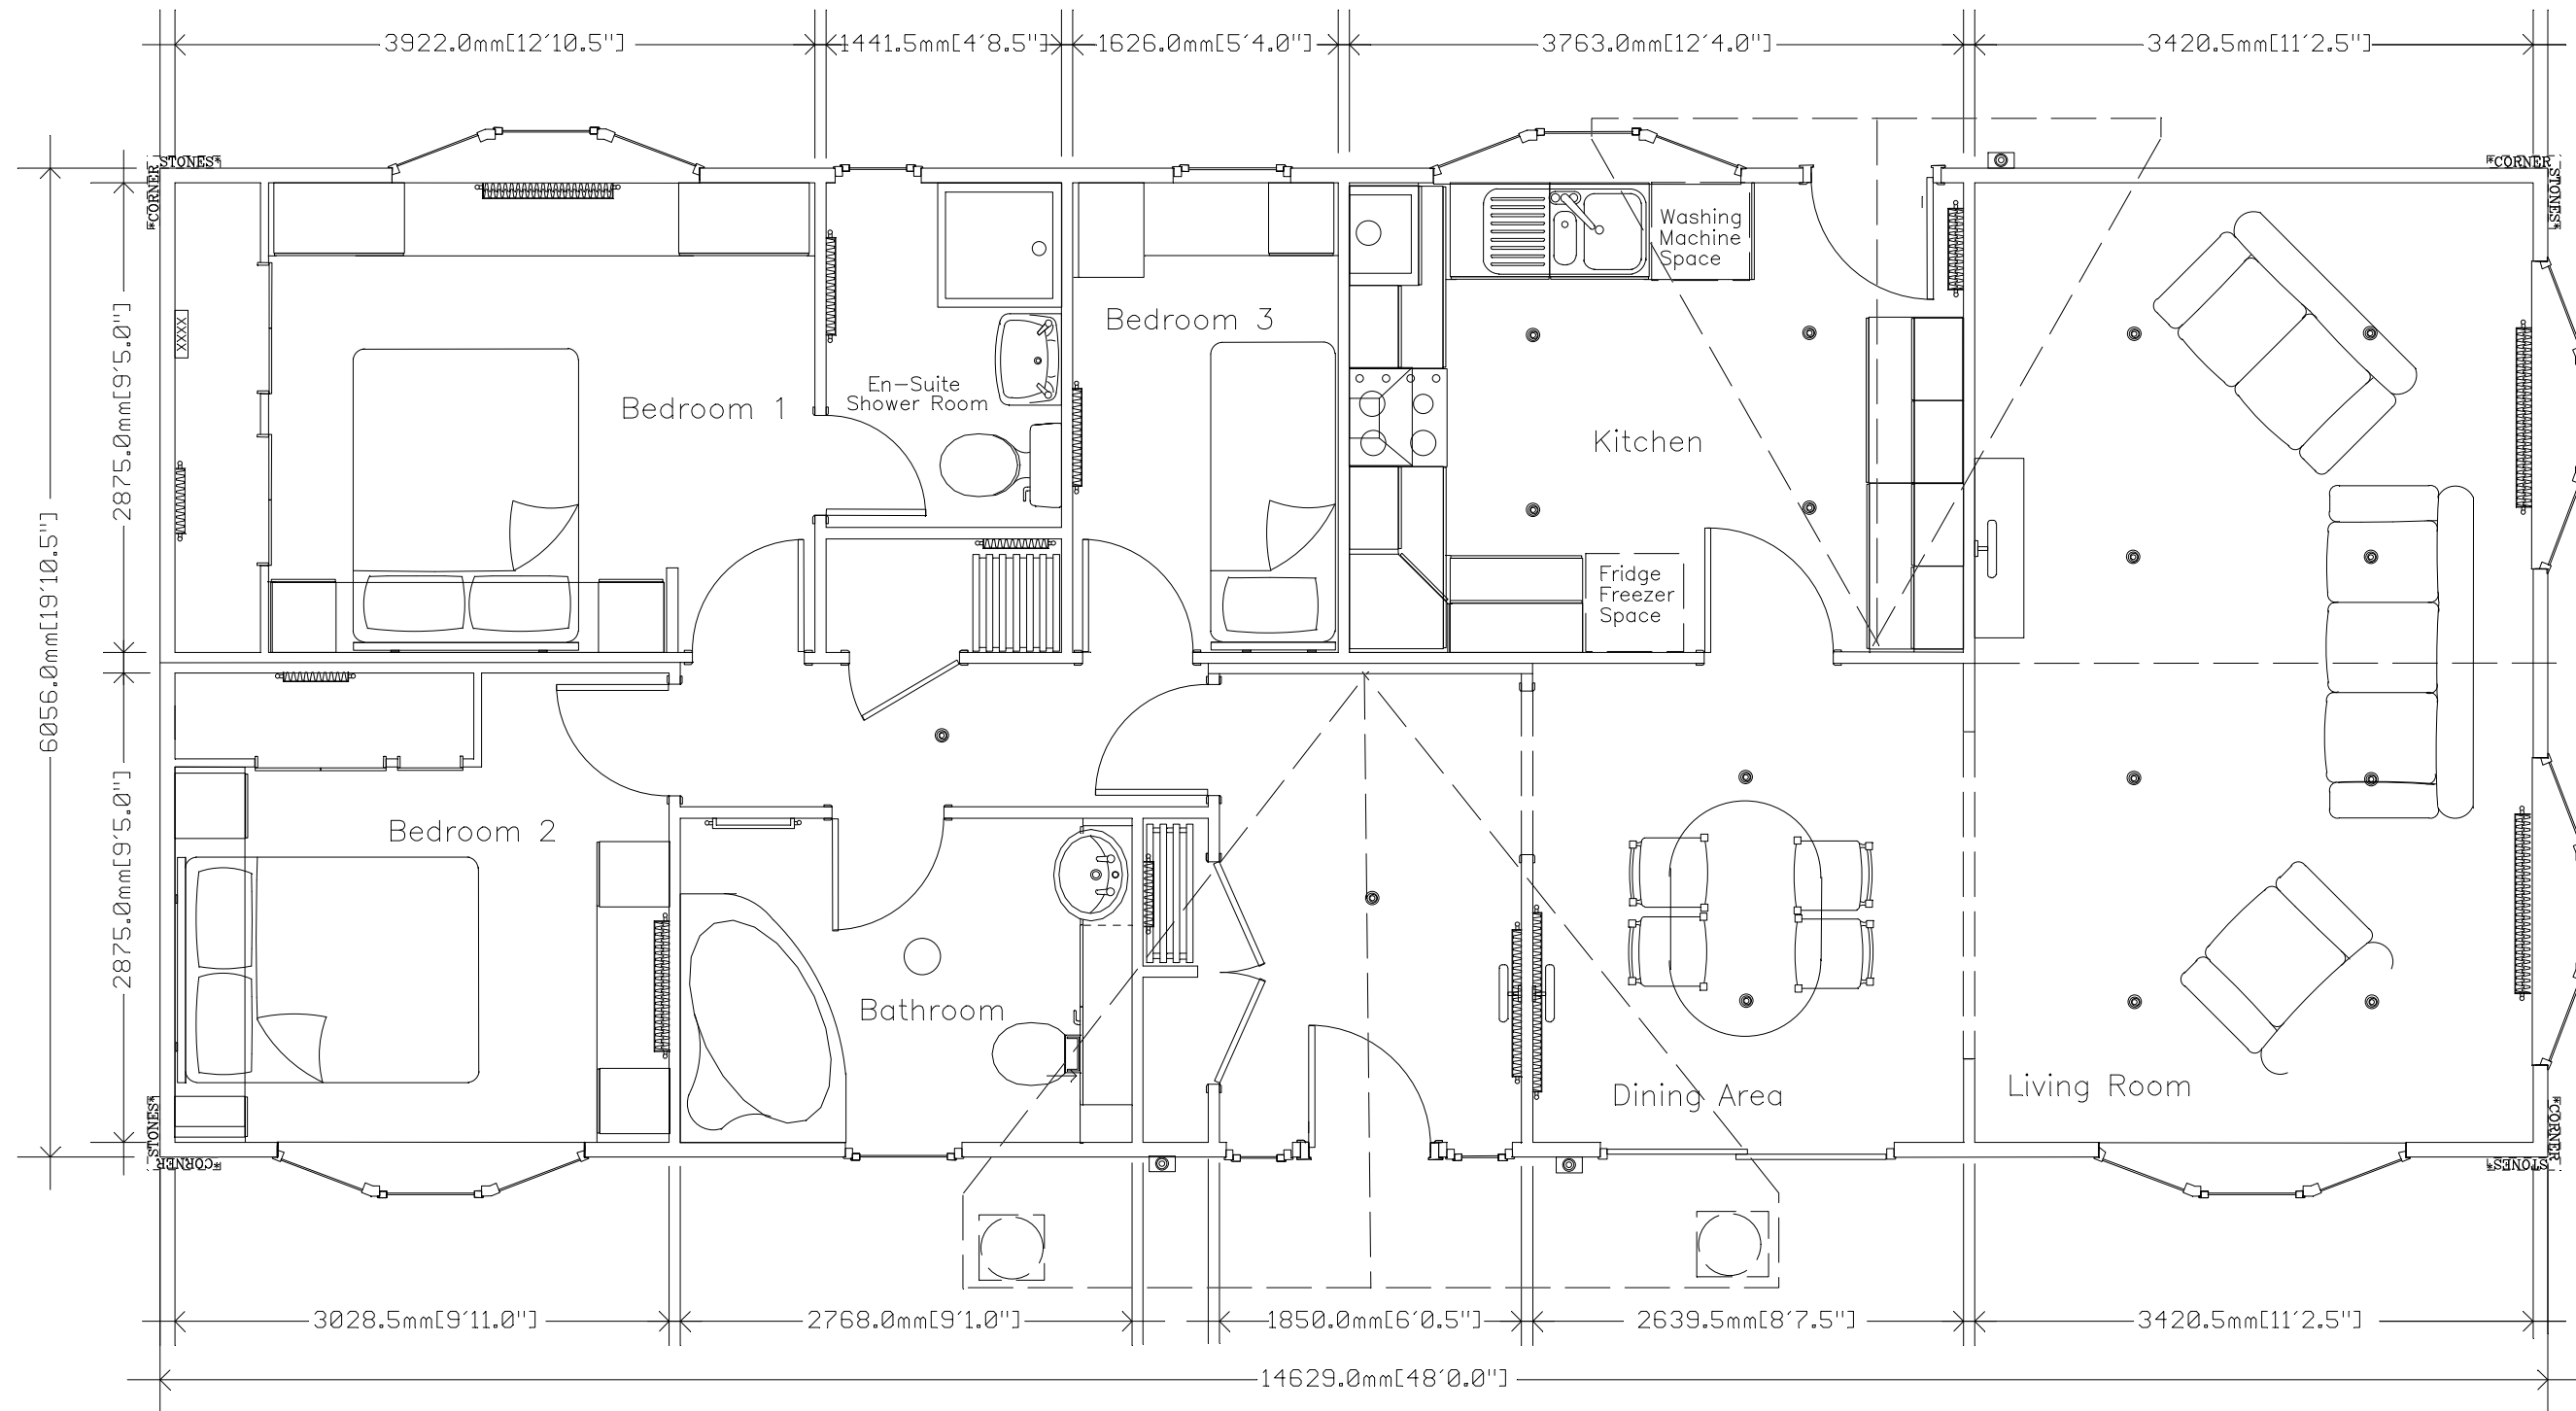 3922.0mm[12'10.5"]
1441.5mm[4'8.5"]
1626.0mm[5'4.0"]
3763.0mm[12'4.0"]
3420.5mm[11'2.5"]
STONES*
*CORNER
*CORNER
STONES*
Washing
Machine
Space
Bedroom 3
XXXX
2875.0mm[9'5.0"]
En-Suite
Shower Room
Bedroom 1
Kitchen
6056.0mm[19'10.5"]
Fridge
Freezer
Space
Bedroom 2
2875.0mm[9'5.0"]
Bathroom
Dining Area
Living Room
STONES*
*CORNER
*CORNER
*STONES
3028.5mm[9'11.0"]
2768.0mm[9'1.0"]
1850.0mm[6'0.5"]
2639.5mm[8'7.5"]
3420.5mm[11'2.5"]
14629.0mm[48'0.0"]